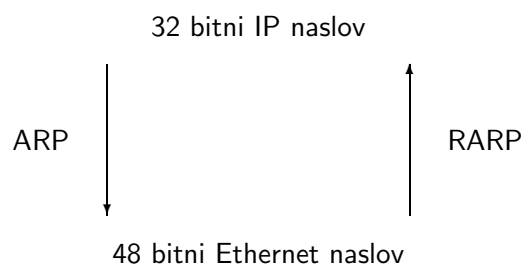 32 bitni IP naslov
ARP
RARP
48 bitni Ethernet naslov